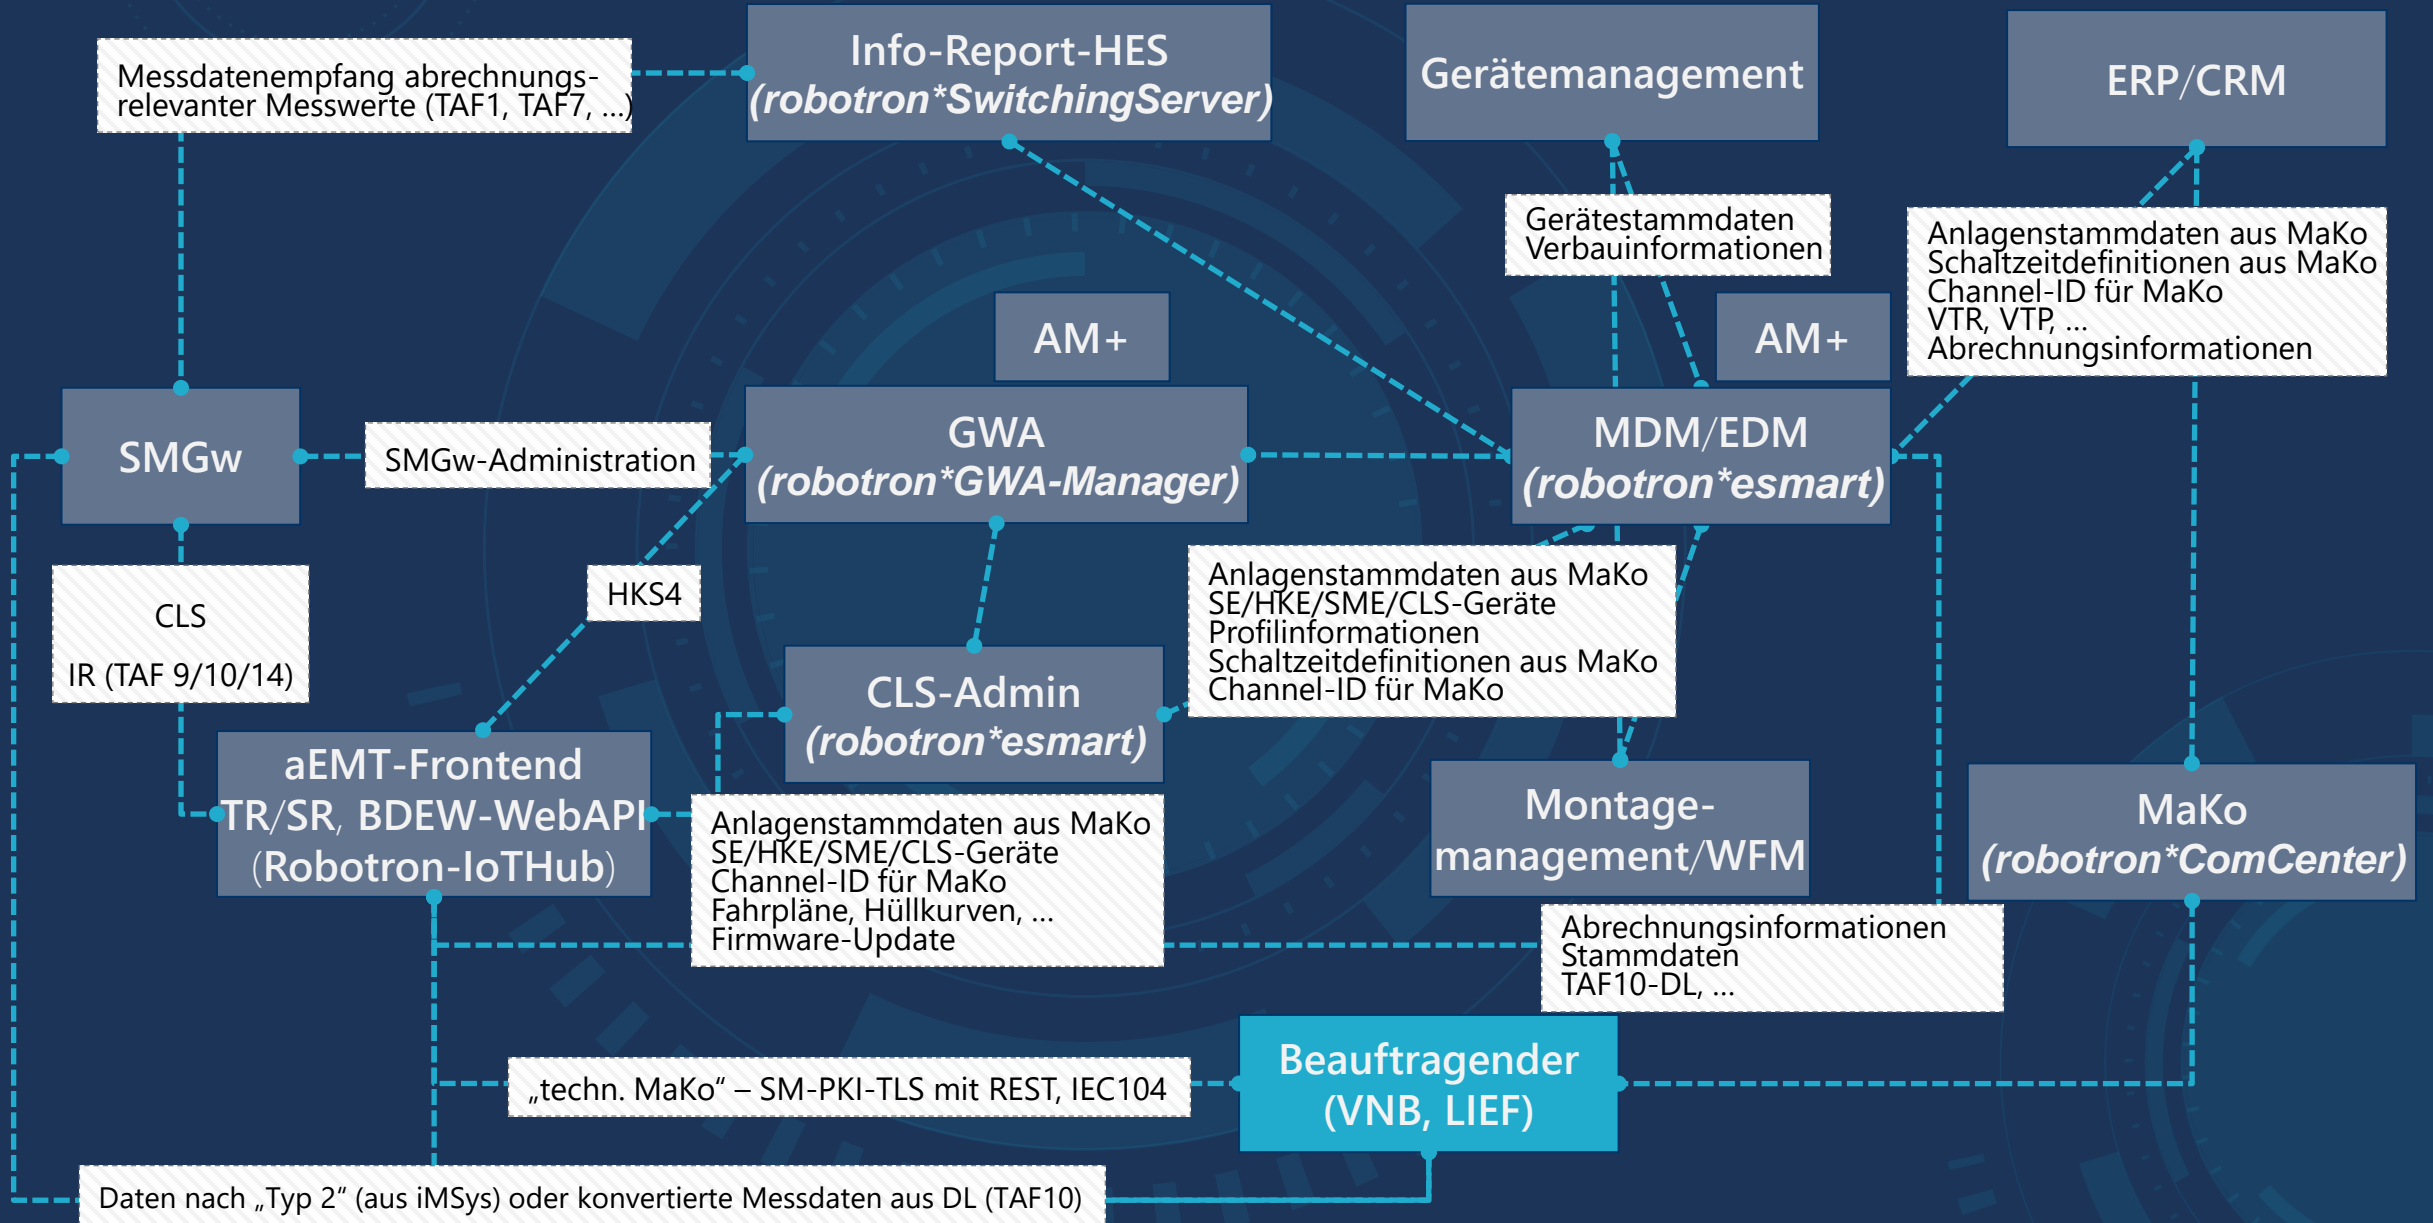 Messdatenempfang abrechnungs-
relevanter Messwerte (TAF1, TAF7, ...)
Info-Report-HES
(robotron*SwitchingServer)
Gerätemanagement
ERP/CRM
Gerätestammdaten
Verbauinformationen
Anlagenstammdaten aus MaKo
Schaltzeitdefinitionen aus MaKo
Channel-ID für MaKo
VTR, VTP, ...
Abrechnungsinformationen
AM+
AM+
SMGw
SMGw-Administration
GWA
(robotron*GWA-Manager)
MDM/EDM
(robotron*esmart)
CLS
IR (TAF 9/10/14)
HKS4
Anlagenstammdaten aus MaKo
SE/HKE/SME/CLS-Geräte
Profilinformationen
Schaltzeitdefinitionen aus MaKo
Channel-ID für MaKo
CLS-Admin
(robotron*esmart)
aEMT-Frontend
TR/SR, BDEW-WebAPI
(Robotron-IoTHub)
Anlagenstammdaten aus MaKo
SE/HKE/SME/CLS-Geräte
Channel-ID für MaKo
Fahrpläne, Hüllkurven, ...
Firmware-Update
Montage-
management/WFM
MaKo
(robotron*ComCenter)
Abrechnungsinformationen
Stammdaten
TAF10-DL, ...
„techn. MaKo“ – SM-PKI-TLS mit REST, IEC104
Beauftragender
(VNB, LIEF)
Daten nach „Typ 2“ (aus iMSys) oder konvertierte Messdaten aus DL (TAF10)